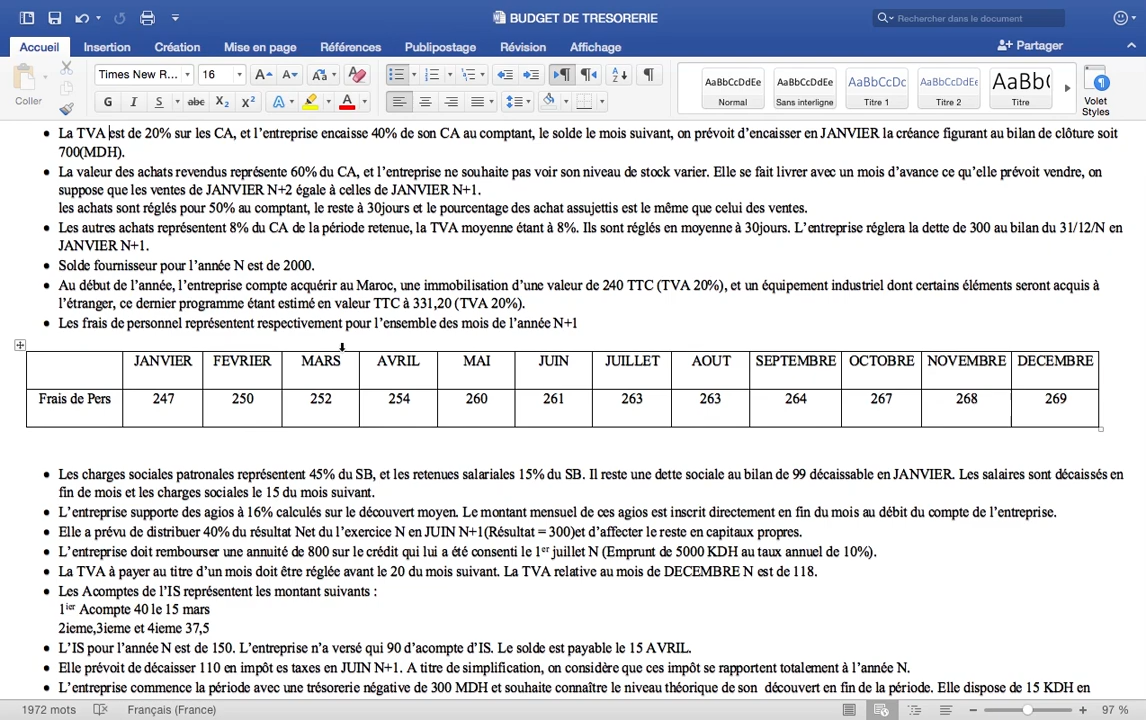 BUDGET DE TRESORERIE
Rechercher dans le document
Accueil Insertion Création Mise en page Références Publipostage Révision Affichage Partager
Coller
Times New R... 16
G I S abc X₂ X² A A
AaBbCcDdEe AaBbCcDdEe AaBbCcDc AaBbCcDdEe AaBb(
Normal Sans interligne Titre 1 Titre 2 Titre
Volet
Styles
• La TVA est de 20% sur les CA, et l'entreprise encaisse 40% de son CA au comptant, le solde le mois suivant, on prévoit d'encaisser en JANVIER la créance figurant au bilan de clôture soit
700(MDH).
• La valeur des achats revendus représente 60% du CA, et l'entreprise ne souhaite pas voir son niveau de stock varier. Elle se fait livrer avec un mois d'avance ce qu'elle prévoit vendre, on
suppose que les ventes de JANVIER N+2 égale à celles de JANVIER N+1.
les achats sont réglés pour 50% au comptant, le reste à 30jours et le pourcentage des achat assujettis est le même que celui des ventes.
• Les autres achats représentent 8% du CA de la période retenue, la TVA moyenne étant à 8%. Ils sont réglés en moyenne à 30jours. L'entreprise réglera la dette de 300 au bilan du 31/12/N en
JANVIER N+1.
• Solde fournisseur pour l'année N est de 2000.
• Au début de l'année, l'entreprise compte acquérir au Maroc, une immobilisation d'une valeur de 240 TTC (TVA 20%), et un équipement industriel dont certains éléments seront acquis à
l'étranger, ce dernier programme étant estimé en valeur TTC à 331,20 (TVA 20%).
• Les frais de personnel représentent respectivement pour l'ensemble des mois de l'année N+1
JANVIER FEVRIER MARS AVRIL MAI JUIN JUILLET AOUT SEPTEMBRE OCTOBRE NOVEMBRE DECEMBRE
Frais de Pers 247 250 252 254 260 261 263 263 264 267 268 269
• Les charges sociales patronales représentent 45% du SB, et les retenues salariales 15% du SB. Il reste une dette sociale au bilan de 99 décaissable en JANVIER. Les salaires sont décaissés en
fin de mois et les charges sociales le 15 du mois suivant.
• L'entreprise supporte des agios à 16% calculés sur le découvert moyen. Le montant mensuel de ces agios est inscrit directement en fin du mois au débit du compte de l'entreprise.
• Elle a prévu de distribuer 40% du résultat Net du l'exercice N en JUIN N+1(Résultat = 300)et d'affecter le reste en capitaux propres.
• L'entreprise doit rembourser une annuité de 800 sur le crédit qui lui a été consenti le 1er juillet N (Emprunt de 5000 KDH au taux annuel de 10%).
• La TVA à payer au titre d'un mois doit être réglée avant le 20 du mois suivant. La TVA relative au mois de DECEMBRE N est de 118.
• Les Acomptes de l'IS représentent les montant suivants :
1ier Acompte 40 le 15 mars
2ieme,3ieme et 4ieme 37,5
• L'IS pour l'année N est de 150. L'entreprise n'a versé qui 90 d'acompte d'IS. Le solde est payable le 15 AVRIL.
• Elle prévoit de décaisser 110 en impôt es taxes en JUIN N+1. A titre de simplification, on considère que ces impôt se rapportent totalement à l'année N.
• L'entreprise commence la période avec une trésorerie négative de 300 MDH et souhaite connaître le niveau théorique de son découvert en fin de la période. Elle dispose de 15 KDH en
1972 mots Français (France) 97 %